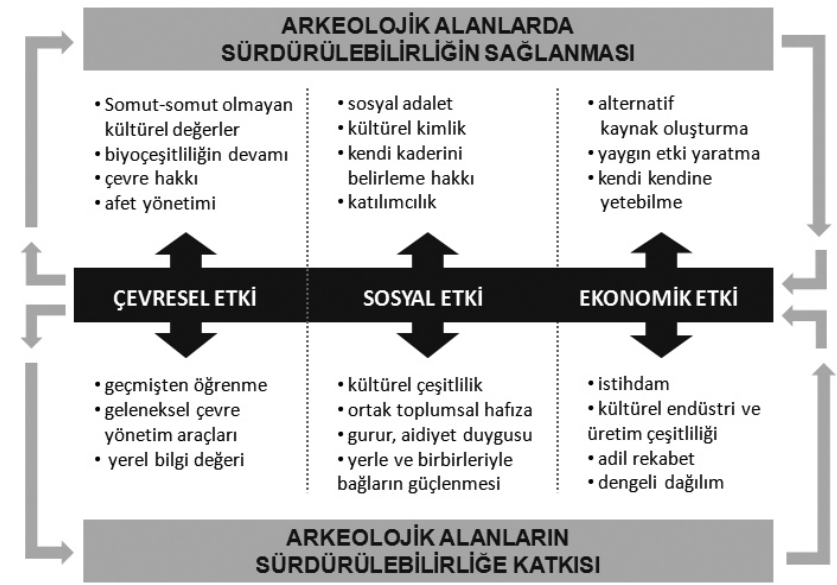 ARKEOLOJİK ALANLARDA
SÜRDÜRÜLEBİLİRLİĞİN SAĞLANMASI
• Somut-somut olmayan
kültürel değerler
• biyoçeşitliliğin devamı
• çevre hakkı
• afet yönetimi
• sosyal adalet
• kültürel kimlik
• kendi kaderini
belirleme hakkı
• katılımcılık
• alternatif
kaynak oluşturma
• yaygın etki yaratma
• kendi kendine
yetebilme
ÇEVRESEL ETKİ
SOSYAL ETKİ
EKONOMİK ETKİ
• geçmişten öğrenme
• geleneksel çevre
yönetim araçları
• yerel bilgi değeri
• kültürel çeşitlilik
• ortak toplumsal hafıza
• gurur, aidiyet duygusu
• yerle ve birbirleriyle
bağların güçlenmesi
• istihdam
• kültürel endüstri ve
üretim çeşitliliği
• adil rekabet
• dengeli dağılım
ARKEOLOJİK ALANLARIN
SÜRDÜRÜLEBİLİRLİĞE KATKISI